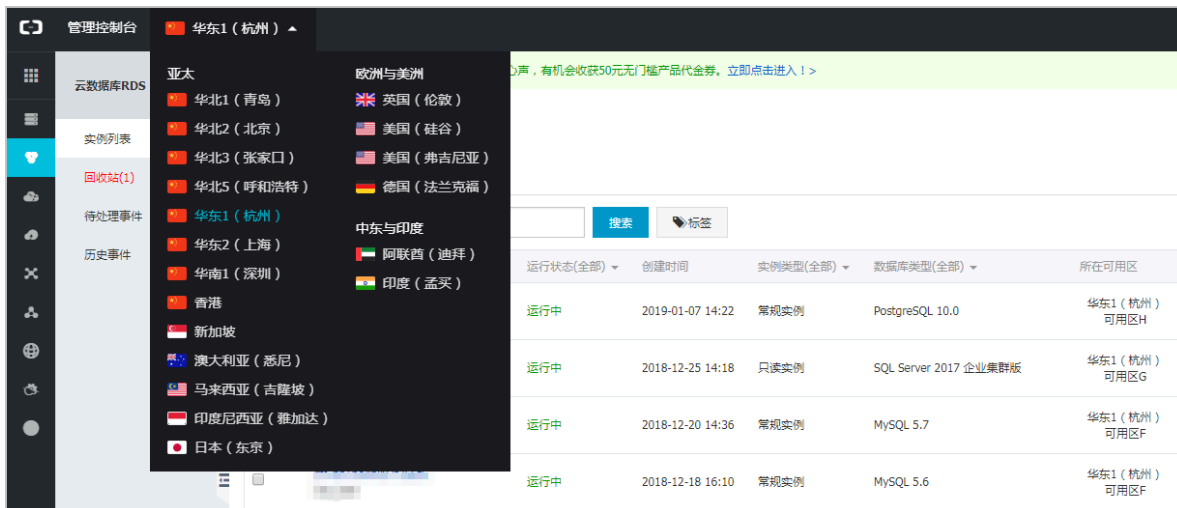 管理控制台
华东1 ( 杭州 )
云数据库RDS
实例列表
回收站(1)
待处理事件
历史事件
亚太
华北1 ( 青岛 )
华北2 ( 北京 )
华北3 ( 张家口 )
华北5 ( 呼和浩特 )
华东1 ( 杭州 )
华东2 ( 上海 )
华南1 ( 深圳 )
香港
新加坡
澳大利亚 ( 悉尼 )
马来西亚 ( 吉隆坡 )
印度尼西亚 ( 雅加达 )
日本 ( 东京 )
欧洲与美洲
英国 ( 伦敦 )
美国 ( 硅谷 )
美国 ( 弗吉尼亚 )
德国 ( 法兰克福 )
中东与印度
阿联酋 ( 迪拜 )
印度 ( 孟买 )
声，有机会收获50元无门槛产品代金券。立即点击进入！>
搜索
标签
运行状态(全部) 创建时间 实例类型(全部) 数据库类型(全部) 所在可用区
运行中 2019-01-07 14:22 常规实例 PostgreSQL 10.0 华东1 ( 杭州 )
可用区H
运行中 2018-12-25 14:18 只读实例 SQL Server 2017 企业集群版 华东1 ( 杭州 )
可用区G
运行中 2018-12-20 14:36 常规实例 MySQL 5.7 华东1 ( 杭州 )
可用区F
运行中 2018-12-18 16:10 常规实例 MySQL 5.6 华东1 ( 杭州 )
可用区F